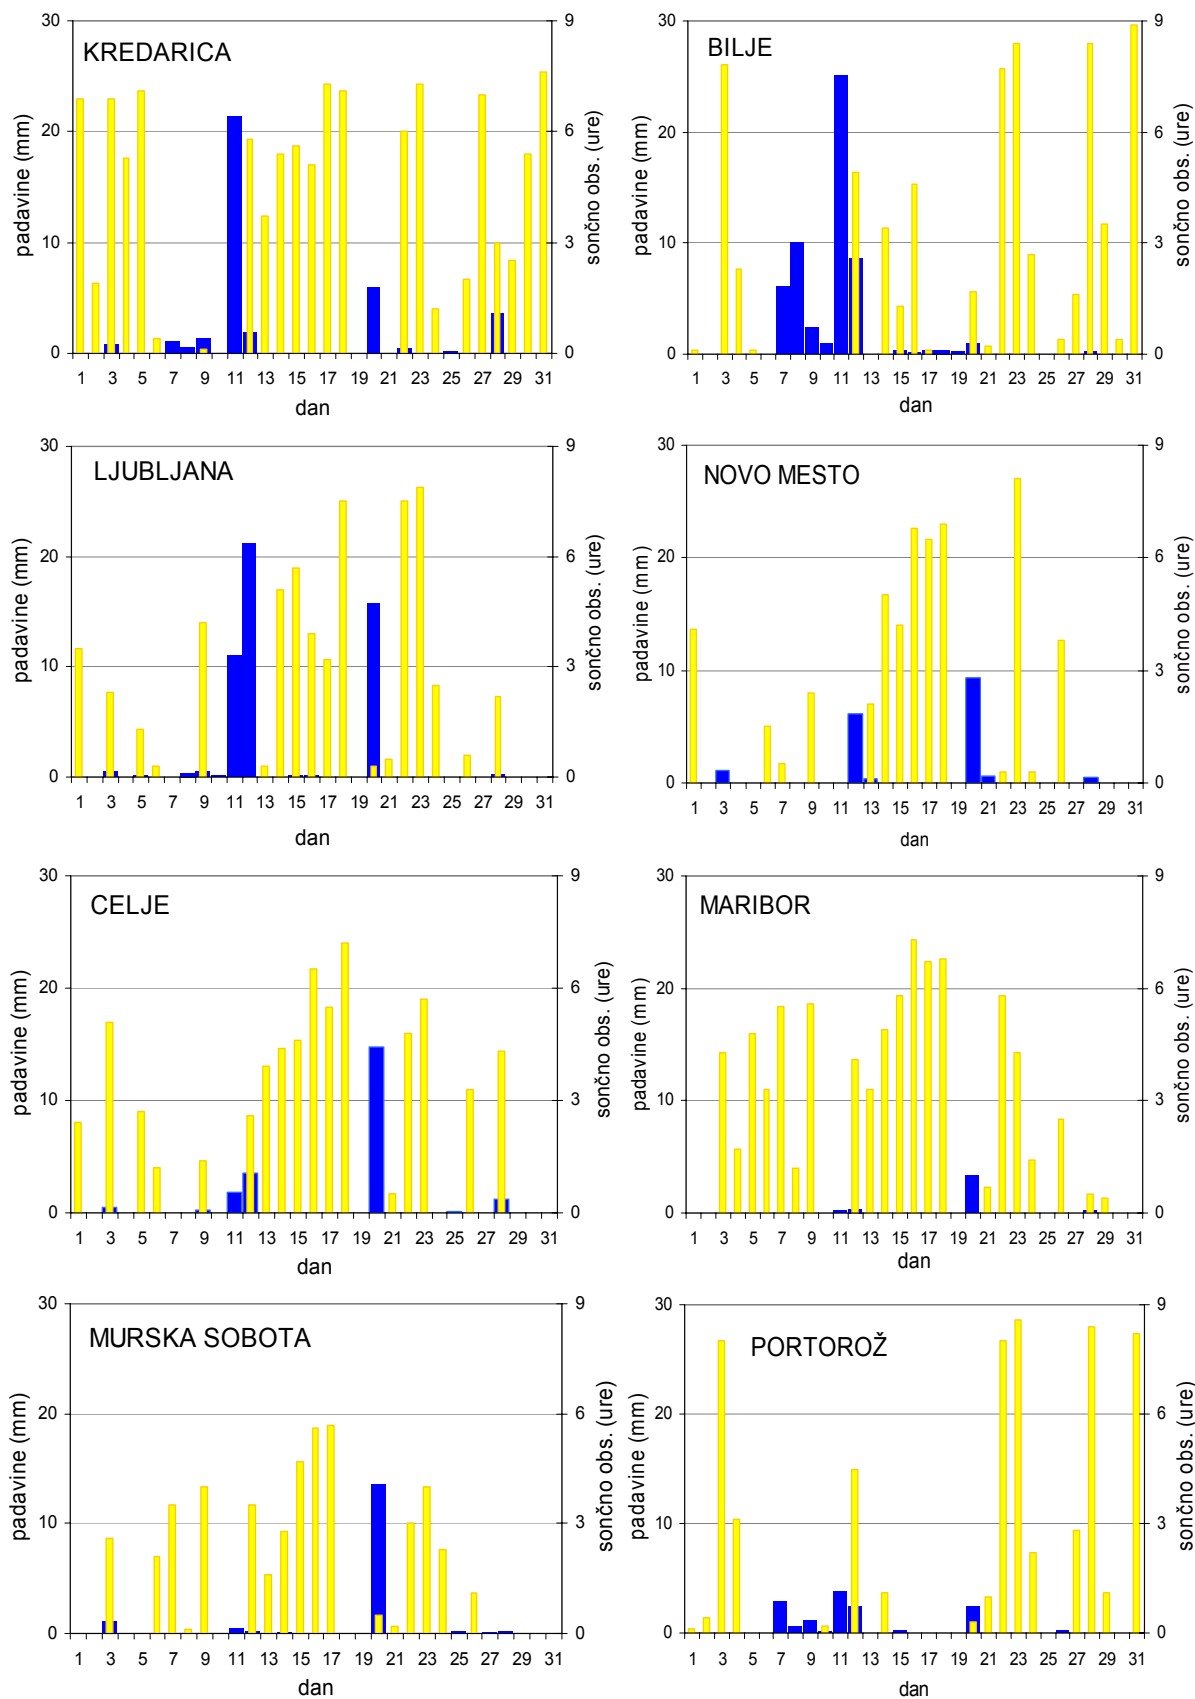 KREDARICA
padavine (mm)
30
20
10
0
9
6
3
0
sončno obs. (ure)
1 3 5 7 9 11 13 15 17 19 21 23 25 27 29 31
dan
BILJE
padavine (mm)
30
20
10
0
9
6
3
0
sončno obs. (ure)
1 3 5 7 9 11 13 15 17 19 21 23 25 27 29 31
dan
LJUBLJANA
padavine (mm)
30
20
10
0
9
6
3
0
sončno obs. (ure)
1 3 5 7 9 11 13 15 17 19 21 23 25 27 29 31
dan
NOVO MESTO
padavine (mm)
30
20
10
0
9
6
3
0
sončno obs. (ure)
1 3 5 7 9 11 13 15 17 19 21 23 25 27 29 31
dan
CELJE
padavine (mm)
30
20
10
0
9
6
3
0
sončno obs. (ure)
1 3 5 7 9 11 13 15 17 19 21 23 25 27 29 31
dan
MARIBOR
padavine (mm)
30
20
10
0
9
6
3
0
sončno obs. (ure)
1 3 5 7 9 11 13 15 17 19 21 23 25 27 29 31
dan
MURSKA SOBOTA
padavine (mm)
30
20
10
0
9
6
3
0
sončno obs. (ure)
1 3 5 7 9 11 13 15 17 19 21 23 25 27 29 31
dan
PORTOROŽ
padavine (mm)
30
20
10
0
9
6
3
0
sončno obs. (ure)
1 3 5 7 9 11 13 15 17 19 21 23 25 27 29 31
dan